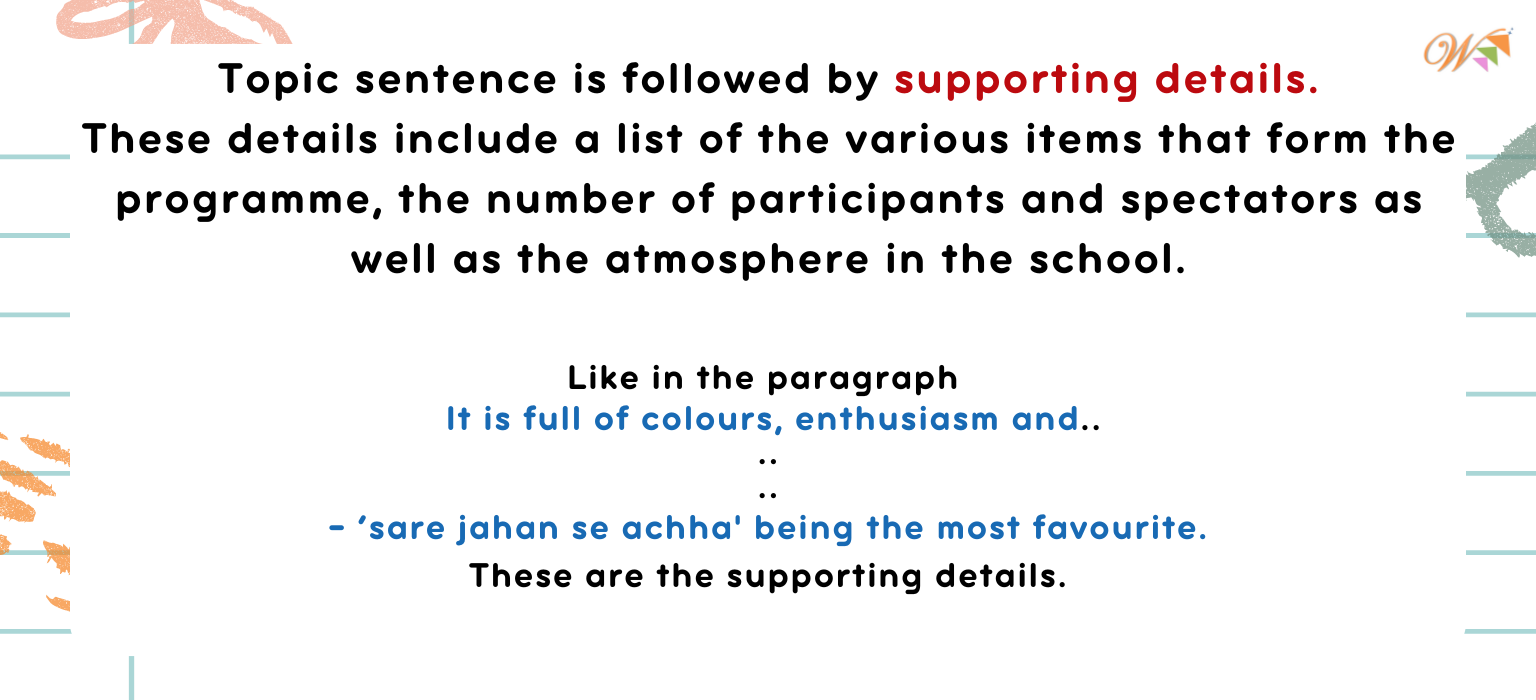 Topic sentence is followed by supporting details.
These details include a list of the various items that form the
programme, the number of participants and spectators as
well as the atmosphere in the school.
Like in the paragraph
It is full of colours, enthusiasm and..
..
..
- ‘sare jahan se achha' being the most favourite.
These are the supporting details.
W